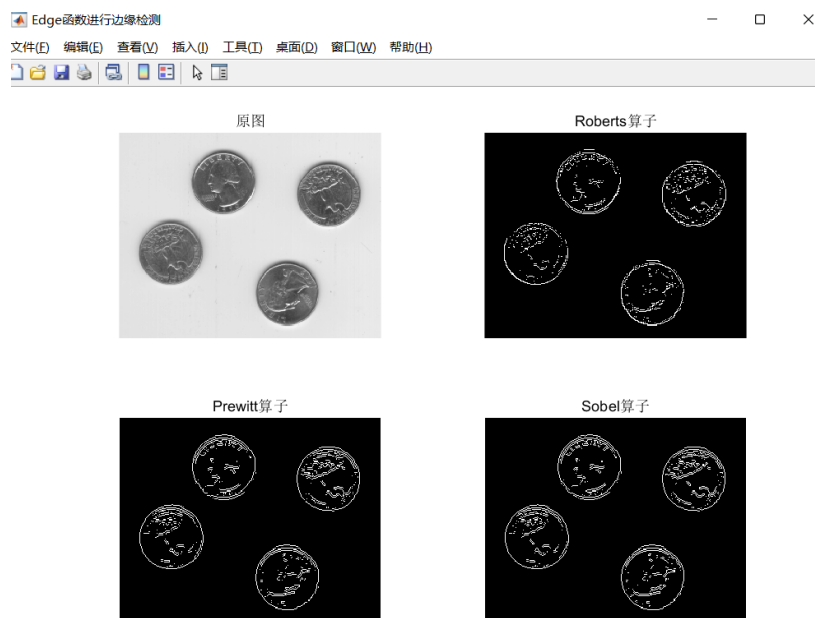 Edge函数进行边缘检测
文件(F) 编辑(E) 查看(V) 插入(I) 工具(T) 桌面(D) 窗口(W) 帮助(H)
原图 Roberts算子
Prewitt算子 Sobel算子